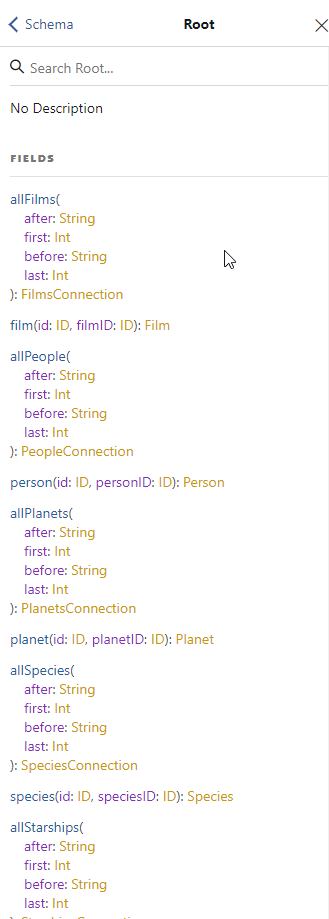 Schema
Root
Search Root...
No Description
FIELDS
allFilms(
after: String
first: Int
before: String
last: Int
): FilmsConnection
film(id: ID, filmID: ID): Film
allPeople(
after: String
first: Int
before: String
last: Int
): PeopleConnection
person(id: ID, personID: ID): Person
allPlanets(
after: String
first: Int
before: String
last: Int
): PlanetsConnection
planet(id: ID, planetID: ID): Planet
allSpecies(
after: String
first: Int
before: String
last: Int
): SpeciesConnection
species(id: ID, speciesID: ID): Species
allStarships(
after: String
first: Int
before: String
last: Int